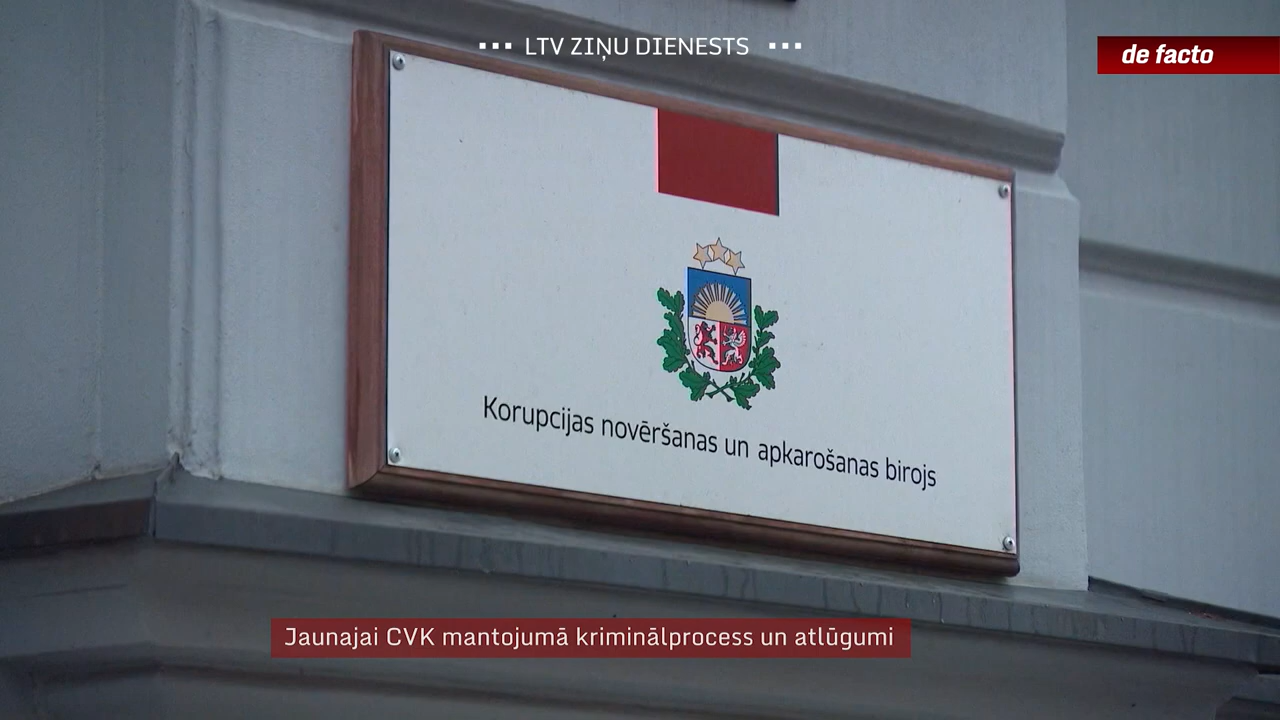 LTV ZIŅU DIENESTS
de facto
Korupcijas novēršanas un apkarošanas birojs
Jaunajai CVK mantojumā kriminālprocess un atlūgumi